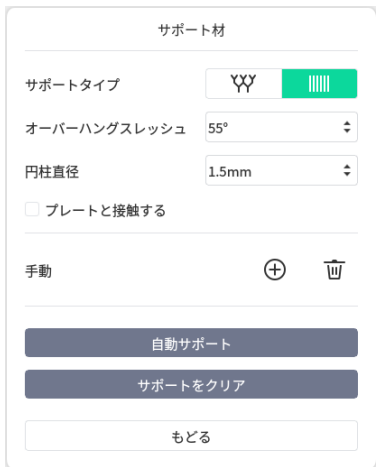 サポート材
サポートタイプ
オーバーハングスレッシュ 55°
円柱直径 1.5mm
プレートと接触する
手動
自動サポート
サポートをクリア
もどる